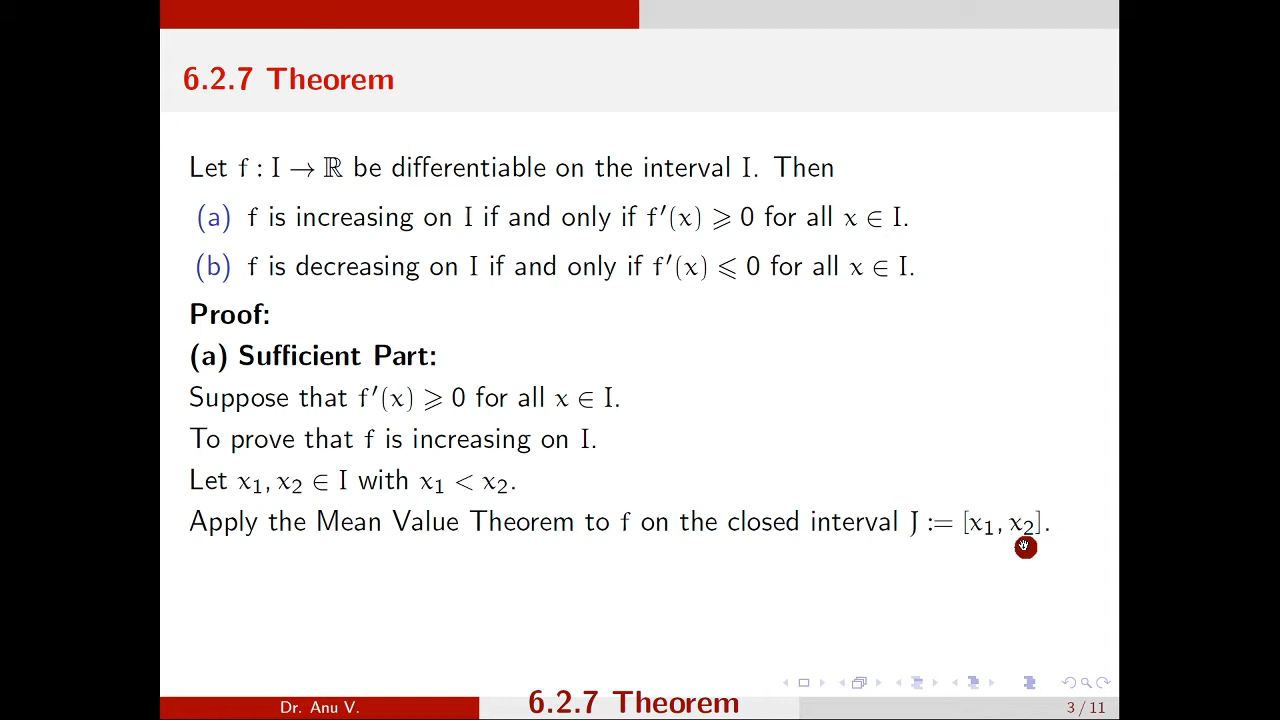 6.2.7 Theorem
Let f : I → ℝ be differentiable on the interval I. Then
(a) f is increasing on I if and only if f′(x) ⩾ 0 for all x ∈ I.
(b) f is decreasing on I if and only if f′(x) ⩽ 0 for all x ∈ I.
Proof:
(a) Sufficient Part:
Suppose that f′(x) ⩾ 0 for all x ∈ I.
To prove that f is increasing on I.
Let x₁, x₂ ∈ I with x₁ < x₂.
Apply the Mean Value Theorem to f on the closed interval J := [x₁, x₂].
Dr. Anu V. 6.2.7 Theorem 3 / 11